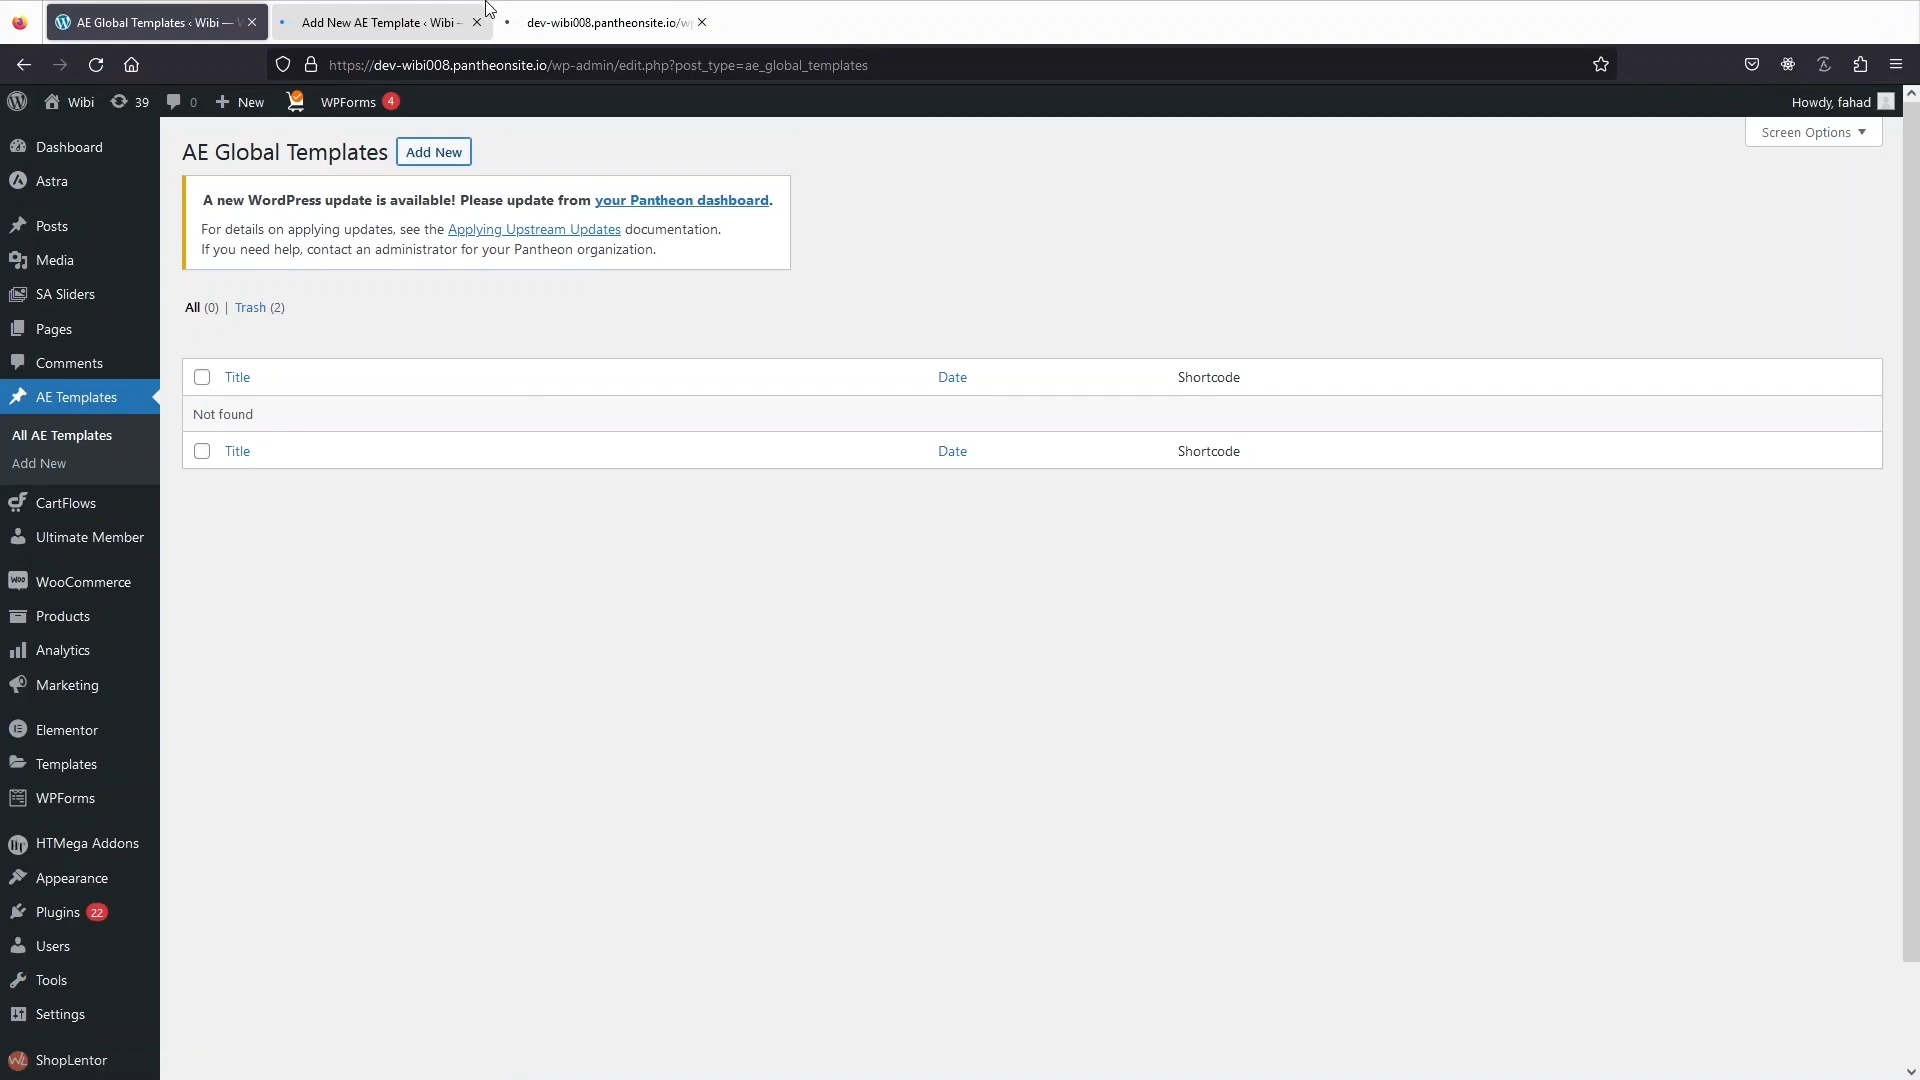 AE Global Templates ‹ Wibi —
Add New AE Template ‹ Wibi
dev-wibi008.pantheonsite.io/w
https://dev-wibi008.pantheonsite.io/wp-admin/edit.php?post_type=ae_global_templates
Wibi 39 0 New WPForms 4 Howdy, fahad
Screen Options
Dashboard
Astra
Posts
Media
SA Sliders
Pages
Comments
AE Templates
All AE Templates
Add New
CartFlows
Ultimate Member
WooCommerce
Products
Analytics
Marketing
Elementor
Templates
WPForms
HTMega Addons
Appearance
Plugins 22
Users
Tools
Settings
ShopLentor
AE Global Templates Add New
A new WordPress update is available! Please update from your Pantheon dashboard.
For details on applying updates, see the Applying Upstream Updates documentation.
If you need help, contact an administrator for your Pantheon organization.
All (0) | Trash (2)
Title Date Shortcode
Not found
Title Date Shortcode